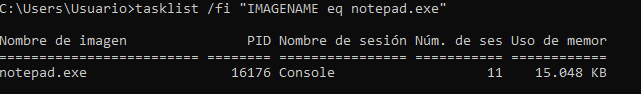 C:\Users\Usuario>tasklist /fi "IMAGENAME eq notepad.exe"
Nombre de imagen                     PID Nombre de sesión Núm. de ses Uso de memor
========================= ======== ================ =========== ============
notepad.exe                    16176 Console                   11    15.048 KB